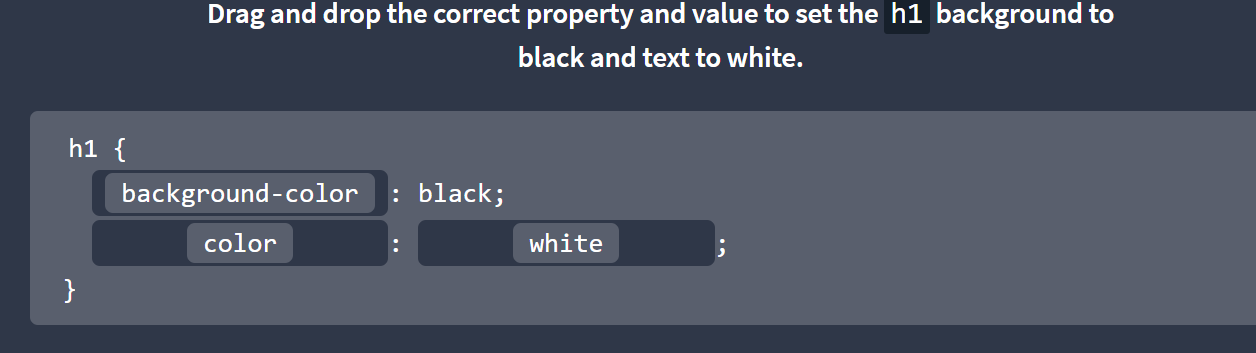 Drag and drop the correct property and value to set the h1 background to
black and text to white.
h1 {
background-color : black;
color : white ;
}